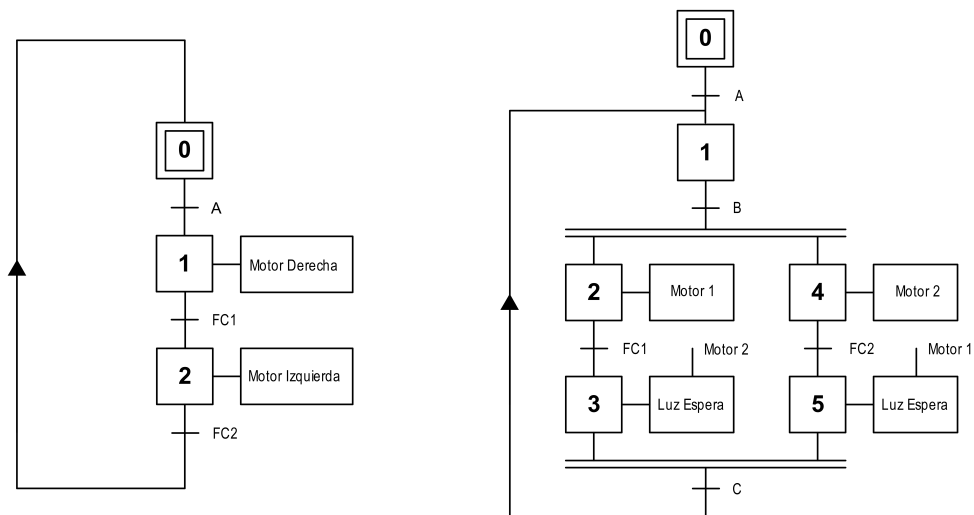 0
A
1
Motor Derecha
FC1
2
Motor Izquierda
FC2
0
A
1
B
2
Motor 1
4
Motor 2
FC1
Motor 2
FC2
Motor 1
3
Luz Espera
5
Luz Espera
C